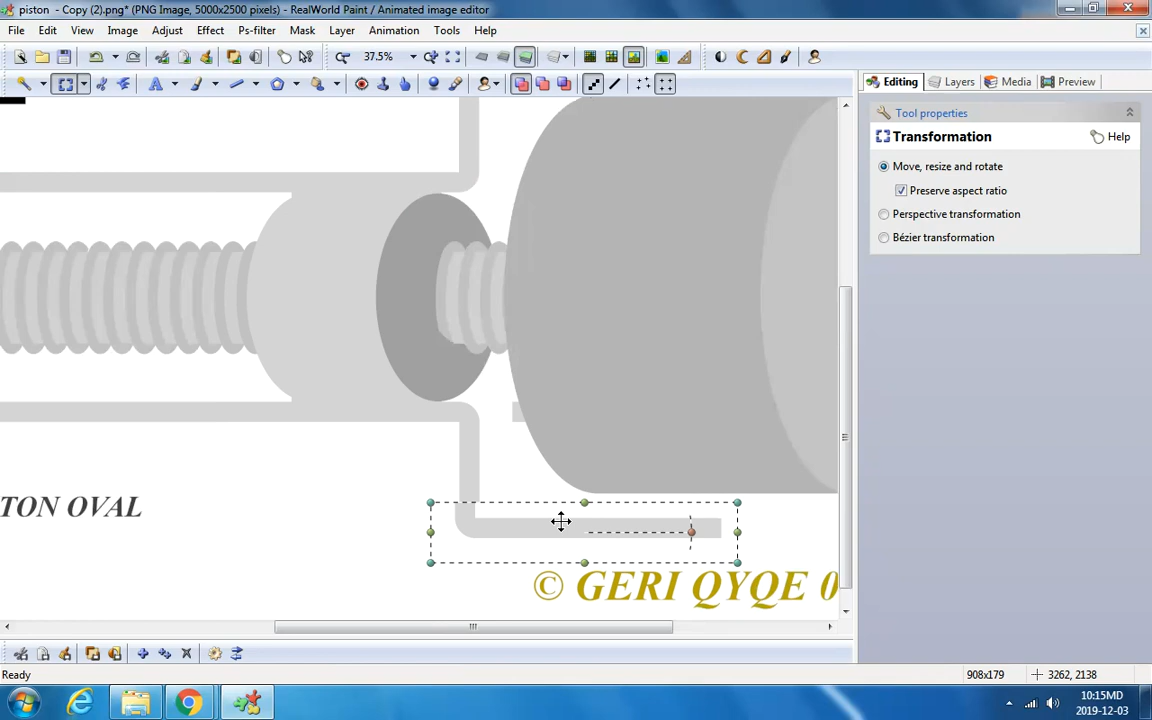 piston - Copy (2).png* (PNG Image, 5000x2500 pixels) - RealWorld Paint / Animated image editor
File Edit View Image Adjust Effect Ps-filter Mask Layer Animation Tools Help
37.5%
Editing Layers Media Preview
Tool properties
Transformation Help
Move, resize and rotate
Preserve aspect ratio
Perspective transformation
Bézier transformation
TON OVAL
© GERI QYQE 0
Ready
908x179
3262, 2138
10:15MD
2019-12-03